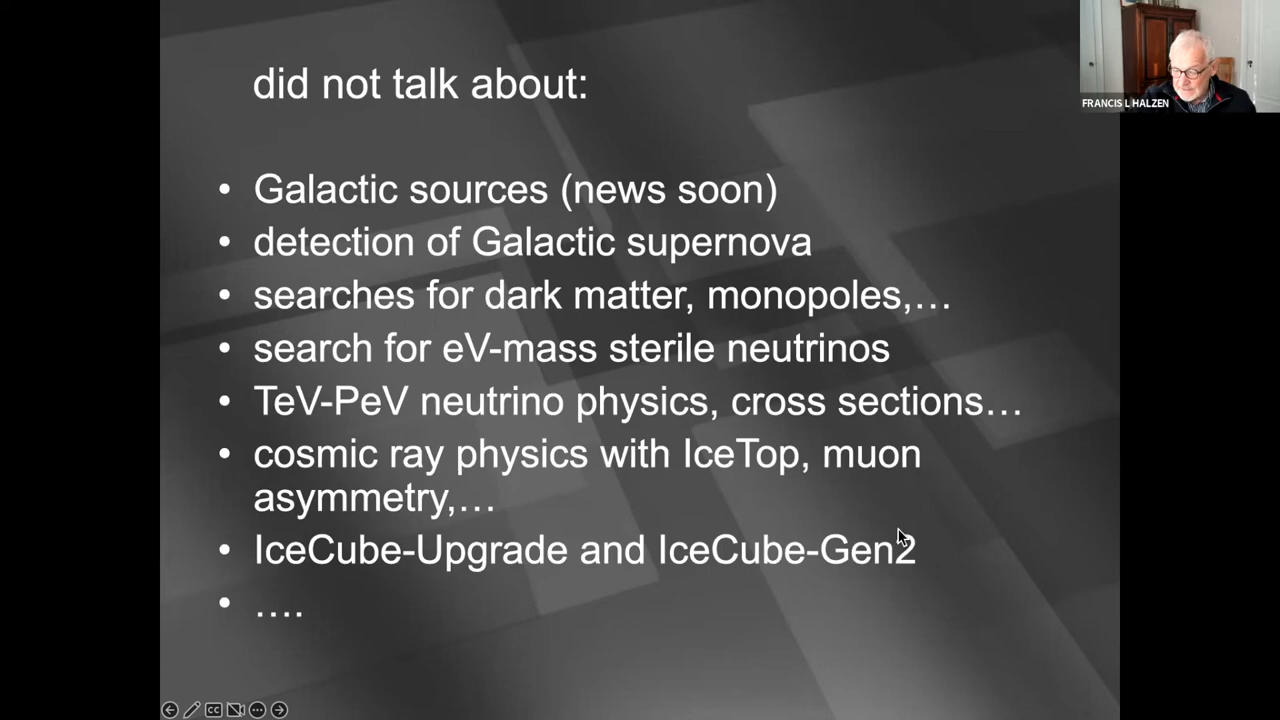 FRANCIS L HALZEN
did not talk about:
• Galactic sources (news soon)
• detection of Galactic supernova
• searches for dark matter, monopoles,…
• search for eV-mass sterile neutrinos
• TeV-PeV neutrino physics, cross sections…
• cosmic ray physics with IceTop, muon
asymmetry,…
• IceCube-Upgrade and IceCube-Gen2
• ….
CC